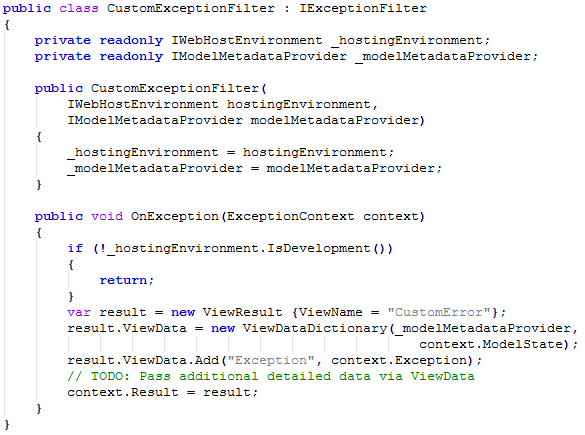 public class CustomExceptionFilter : IExceptionFilter
{
    private readonly IWebHostEnvironment _hostingEnvironment;
    private readonly IModelMetadataProvider _modelMetadataProvider;

    public CustomExceptionFilter(
        IWebHostEnvironment hostingEnvironment,
        IModelMetadataProvider modelMetadataProvider)
    {
        _hostingEnvironment = hostingEnvironment;
        _modelMetadataProvider = modelMetadataProvider;
    }

    public void OnException(ExceptionContext context)
    {
        if (!_hostingEnvironment.IsDevelopment())
        {
            return;
        }
        var result = new ViewResult {ViewName = "CustomError"};
        result.ViewData = new ViewDataDictionary(_modelMetadataProvider,
                                                    context.ModelState);
        result.ViewData.Add("Exception", context.Exception);
        // TODO: Pass additional detailed data via ViewData
        context.Result = result;
    }
}